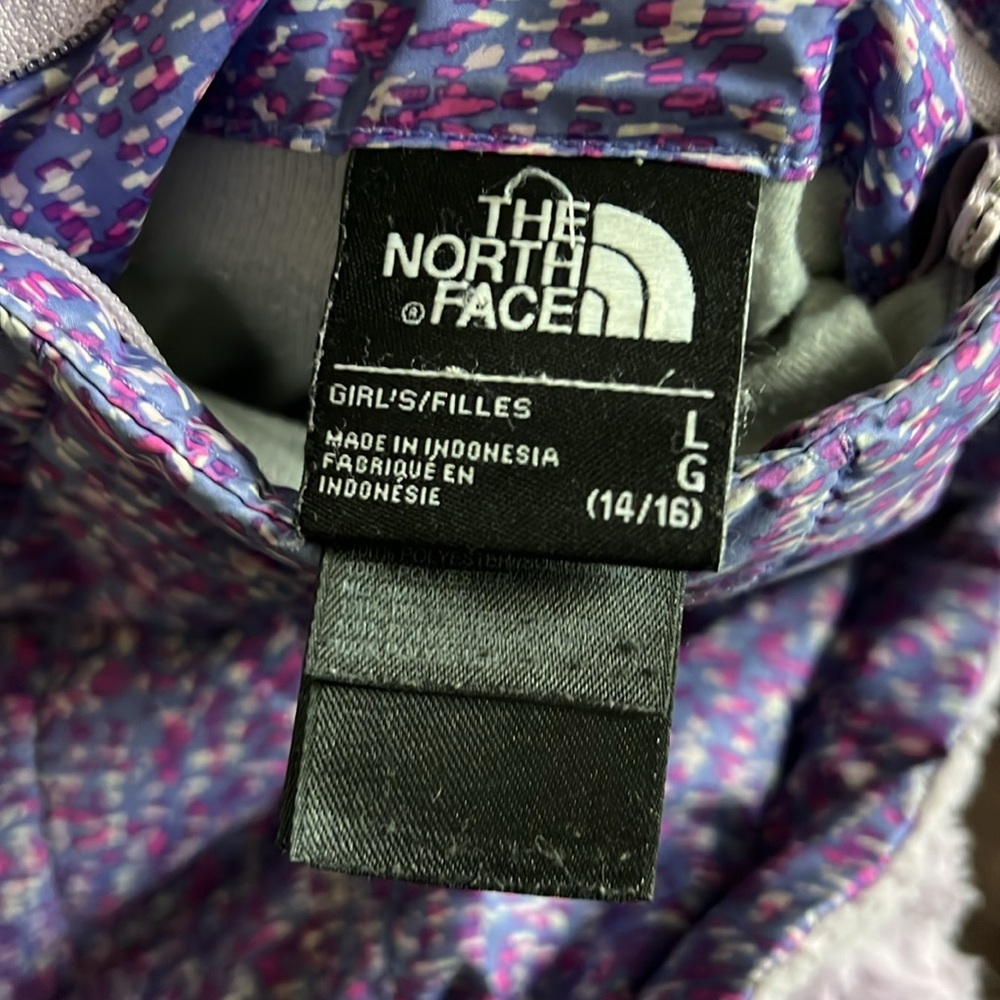 THE
NORTH
® FACE
GIRL'S/FILLES
L
G
MADE IN INDONESIA
FABRIQUÉ EN
INDONÉSIE
(14/16)